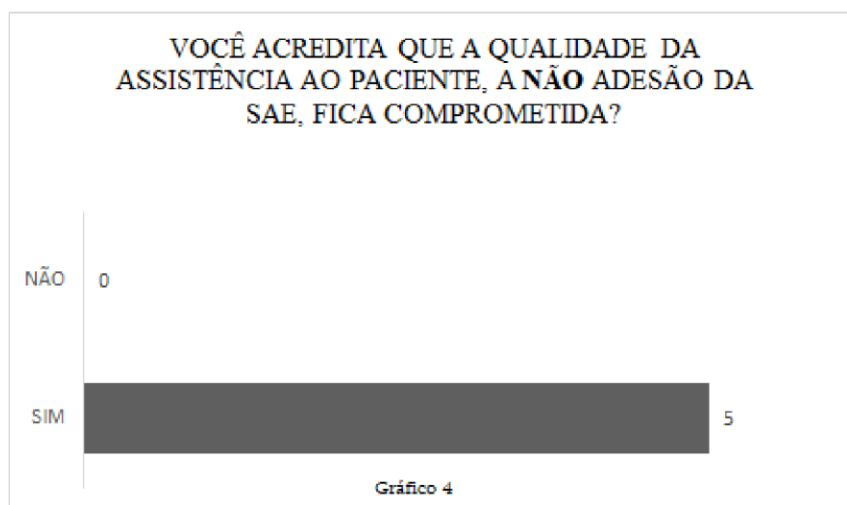 VOCÊ ACREDITA QUE A QUALIDADE DA
ASSISTÊNCIA AO PACIENTE, A NÃO ADESÃO DA
SAE, FICA COMPROMETIDA?
NÃO 0
SIM 5
Gráfico 4